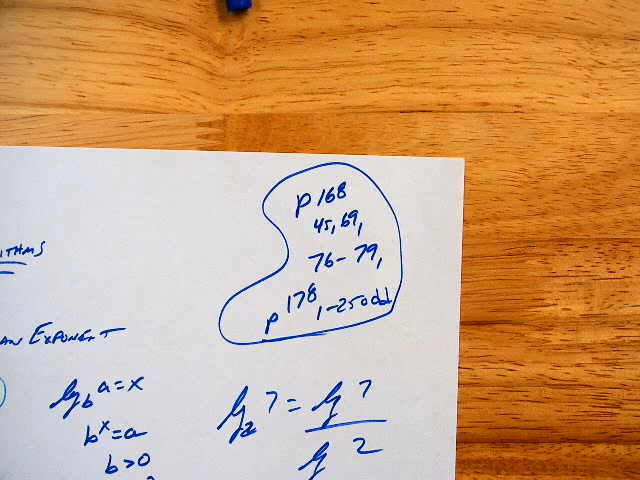 p 168
45, 69,
76 - 79,
p 178 1-25 odd
ITHMS
AN EXPONENT
log_b a = x
b^x = a
b > 0
log_2 7 = log 7
log 2